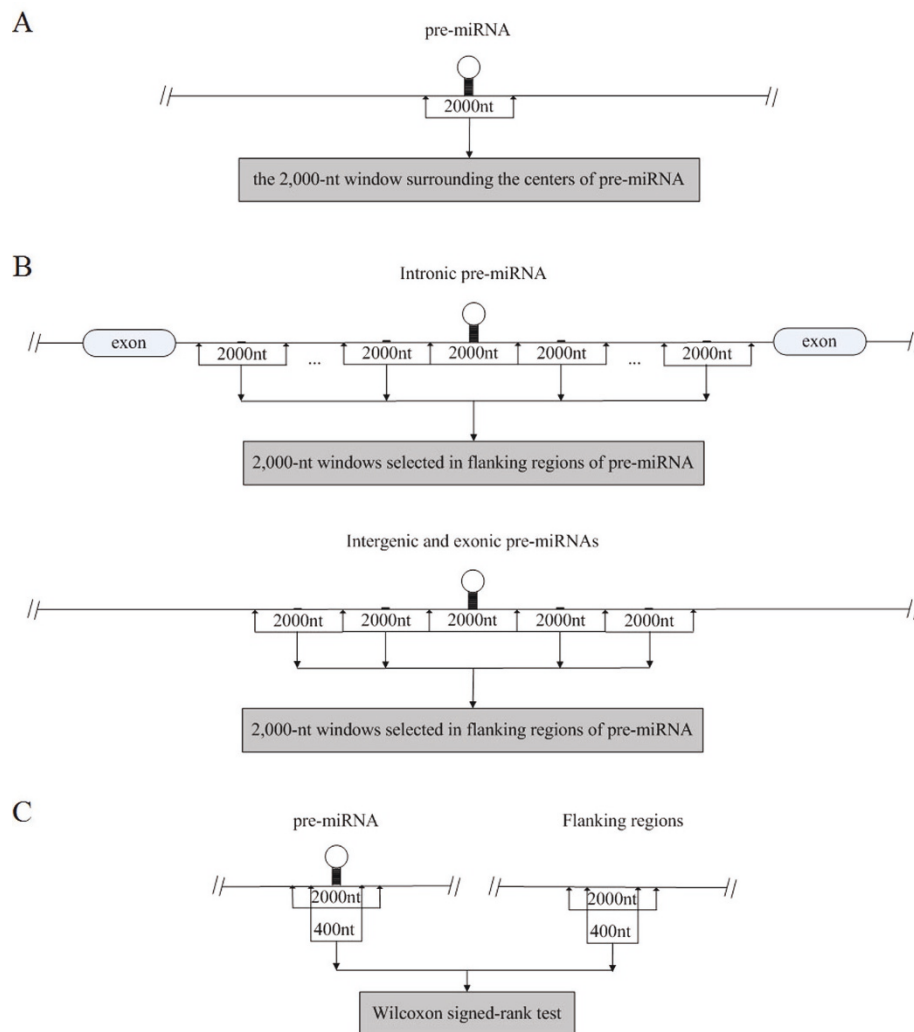 A
pre-miRNA
2000nt
the 2,000-nt window surrounding the centers of pre-miRNA
B
Intronic pre-miRNA
exon
exon
2000nt ... 2000nt 2000nt 2000nt ... 2000nt
2,000-nt windows selected in flanking regions of pre-miRNA
Intergenic and exonic pre-miRNAs
2000nt 2000nt 2000nt 2000nt 2000nt
2,000-nt windows selected in flanking regions of pre-miRNA
C
pre-miRNA
Flanking regions
2000nt
2000nt
400nt
400nt
Wilcoxon signed-rank test